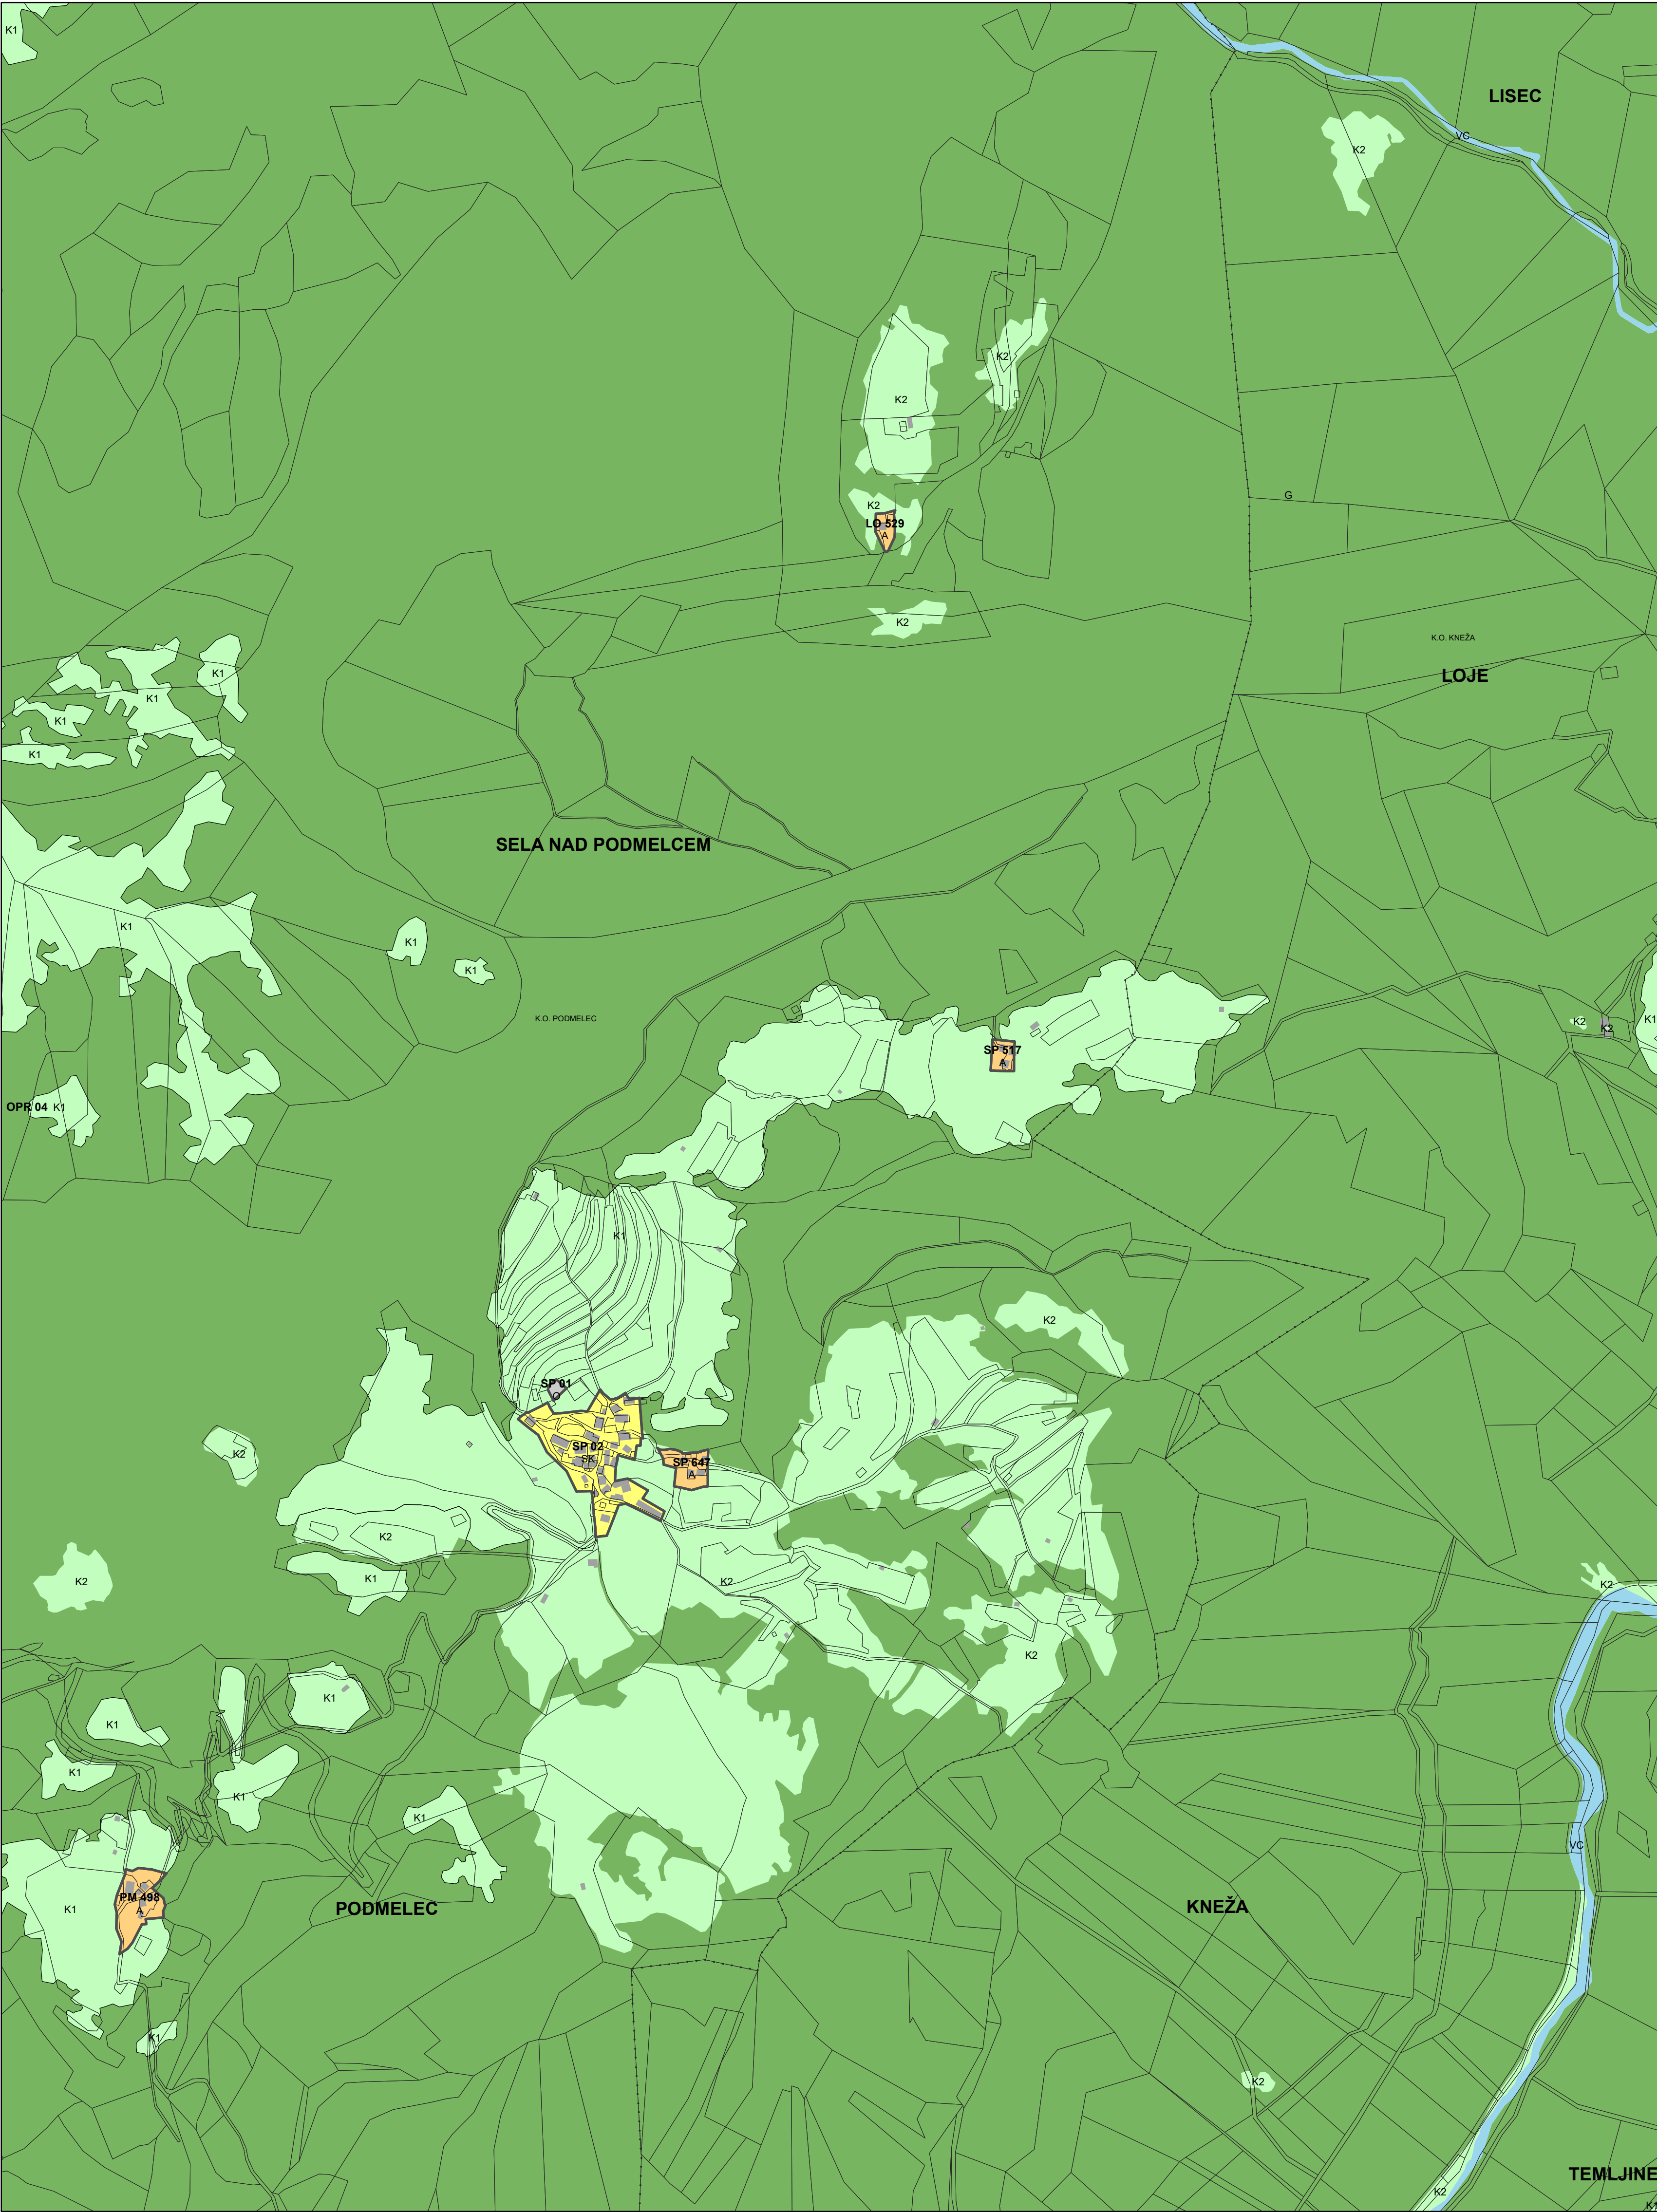 K1
LISEC
VC
K2
K2
K2
G
K2
LO 529
A
K2
K.O. KNEŽA
LOJE
K1
K1
K1
K1
SELA NAD PODMELCEM
K1
K1
K1
K.O. PODMELEC
K2
K2
K1
SP 517
A
OPR 04
K1
K1
K2
SP 01
O
SP 02
SK
K2
SP 647
A
K2
K1
K2
K2
K2
K2
K1
K1
K1
K1
K1
VC
PM 498
A
K1
PODMELEC
KNEŽA
K1
K2
TEMLJINE
K2
K1